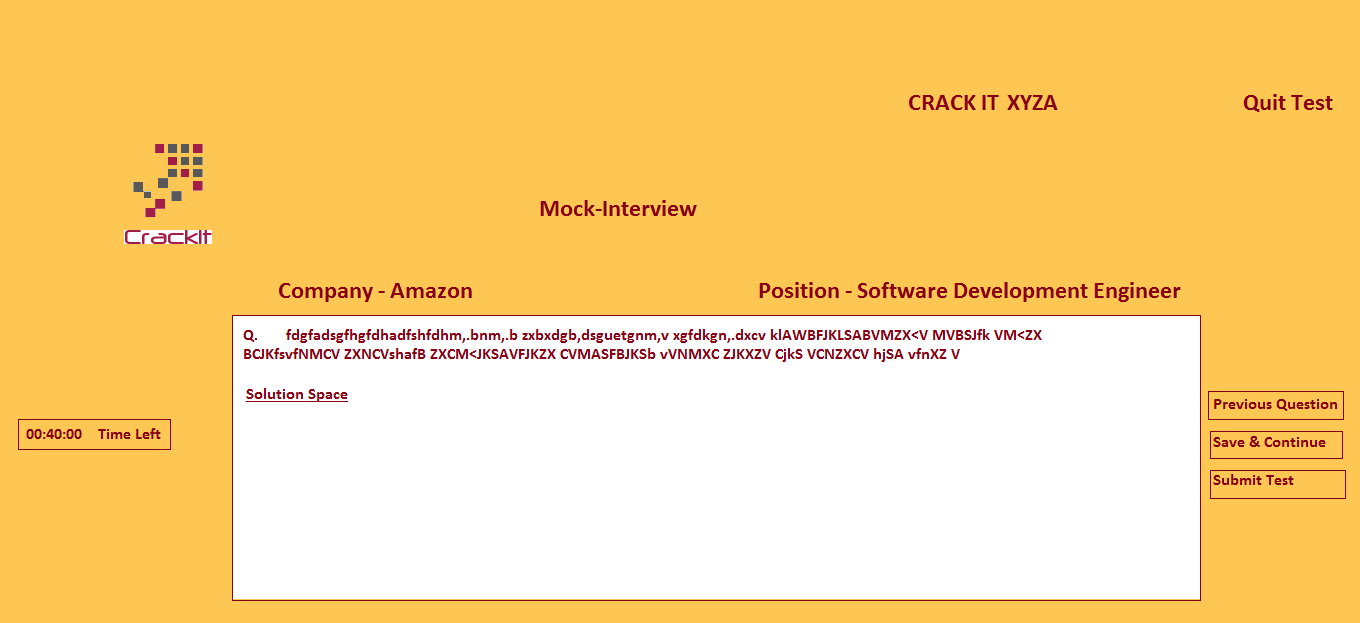 CRACK IT XYZA
Quit Test
CrackIt
Mock-Interview
Company - Amazon
Position - Software Development Engineer
Q. fdgfadsgfhgfdhadfshfdhm,.bnm,.b zxbxdgb,dsguetgnm,v xgfdkgn,.dxcv klAWBFJKLSABVMZX<V MVBSJfk VM<ZX
BCJKfsvfNMCV ZXNCVshafB ZXCM<JKSAVFJKZX CVMASFBJKSb vVNMXC ZJKXZV CjkS VCNZXCV hjSA vfnXZ V
Solution Space
00:40:00 Time Left
Previous Question
Save & Continue
Submit Test